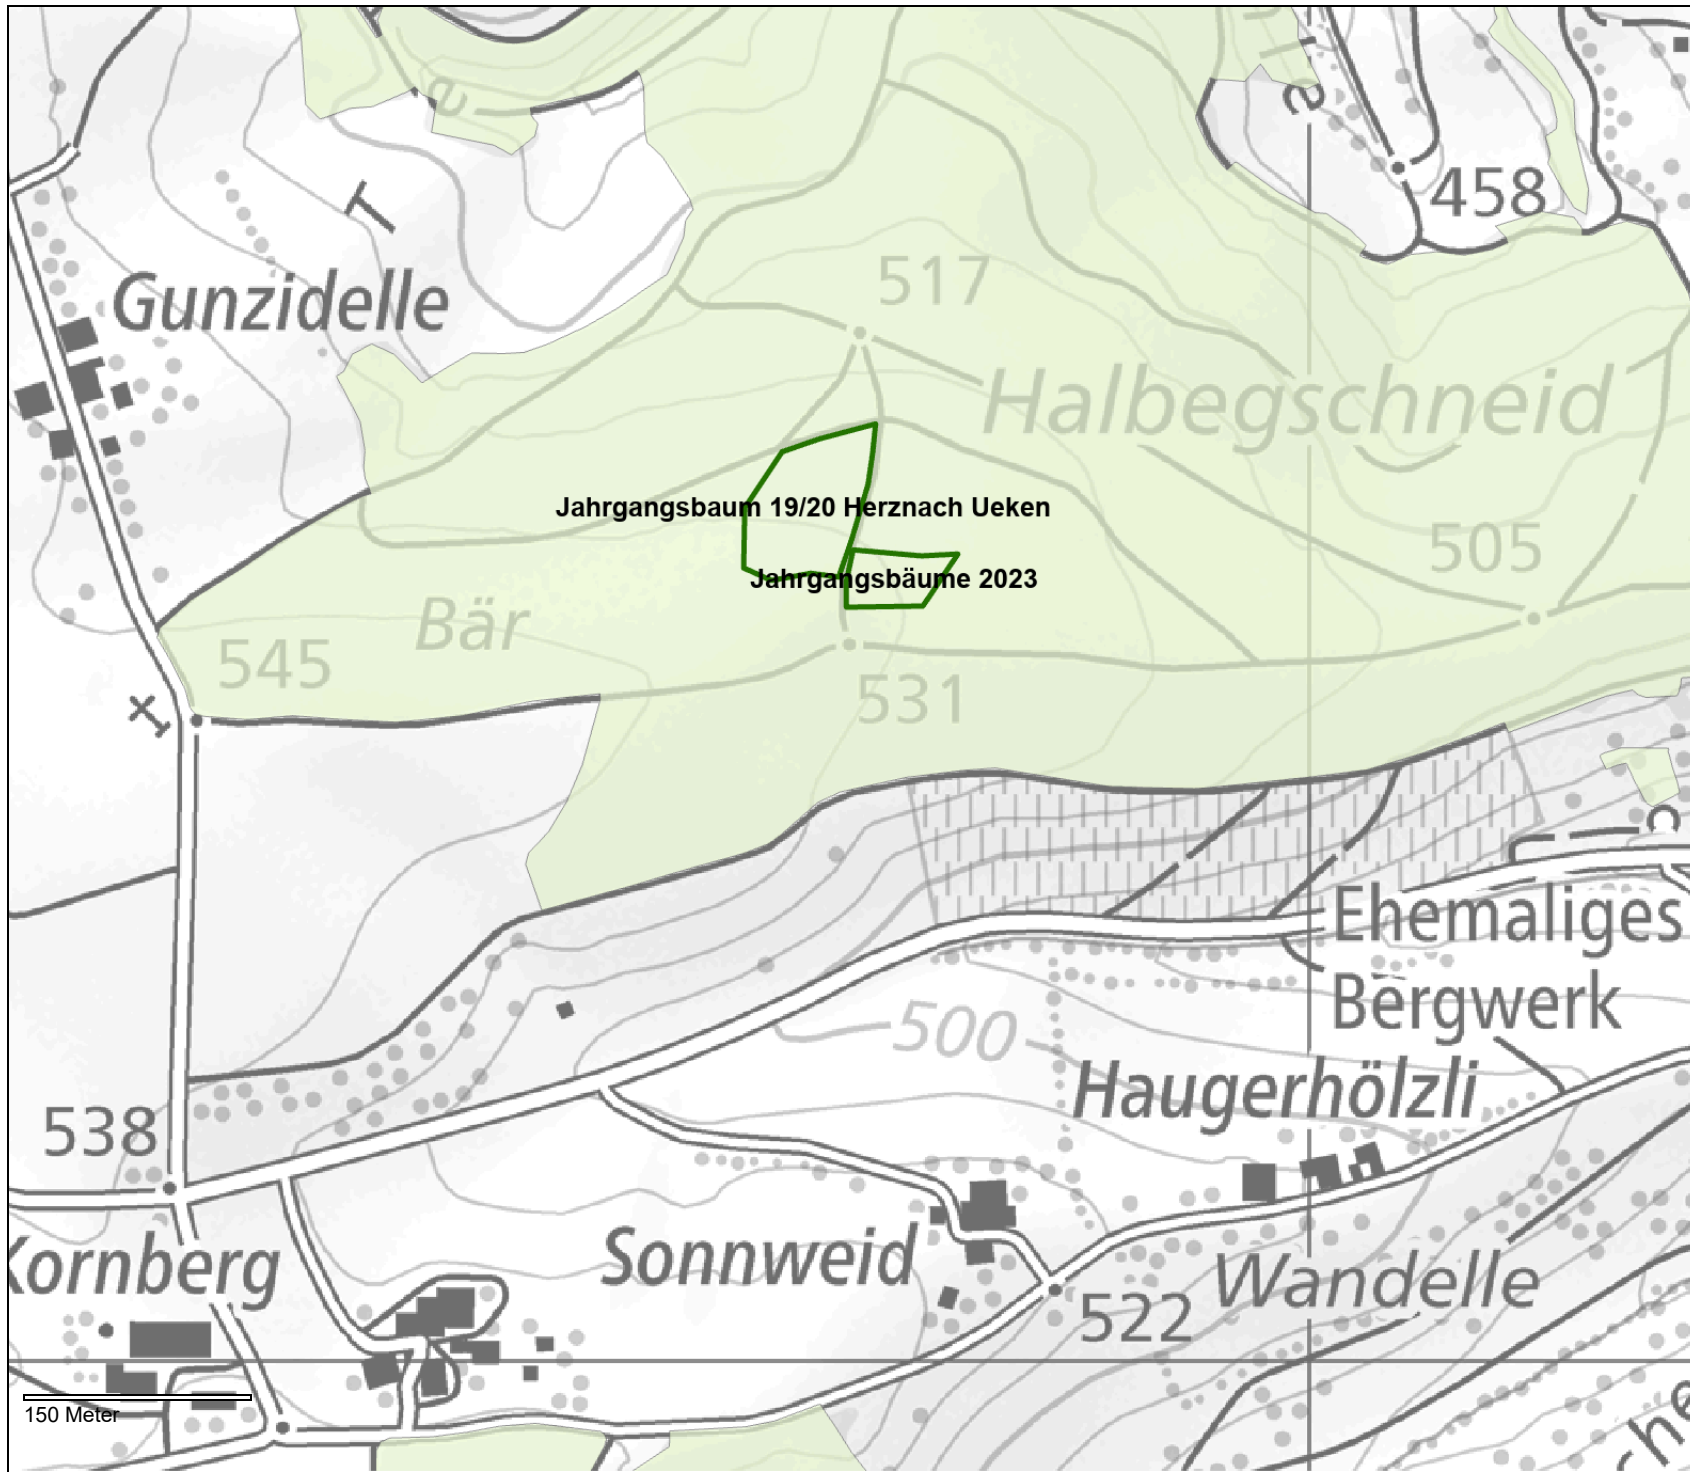 458
517
Gunzidelle
Halbegschneid
Jahrgangsbaum 19/20 Herznach Ueken
505
Jahrgangsbäume 2023
Bär
545
531
Ehemaliges
Bergwerk
500
Haugerhölzli
538
Sonnweid
Kornberg
Wandelle
522
150 Meter